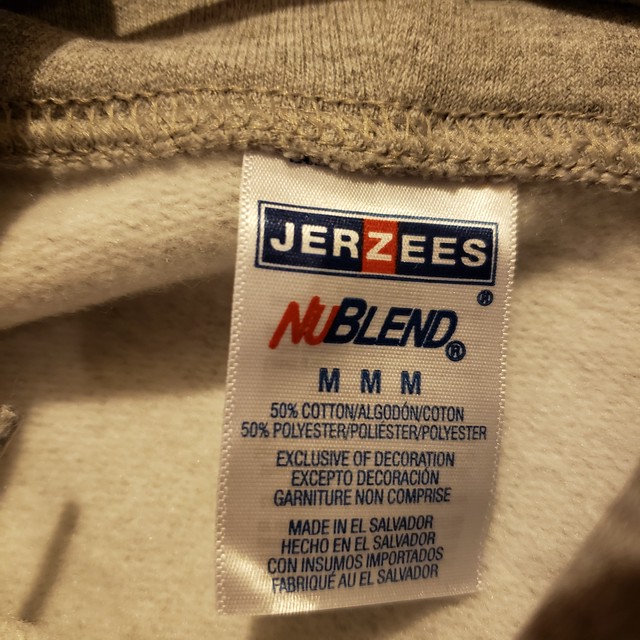 JERZEES
®
NUBLEND®
M M M
50% COTTON/ALGODÓN/COTON
50% POLYESTER/POLIÉSTER/POLYESTER
EXCLUSIVE OF DECORATION
EXCEPTO DECORACIÓN
GARNITURE NON COMPRISE
MADE IN EL SALVADOR
HECHO EN EL SALVADOR
CON INSUMOS IMPORTADOS
FABRIQUÉ AU EL SALVADOR